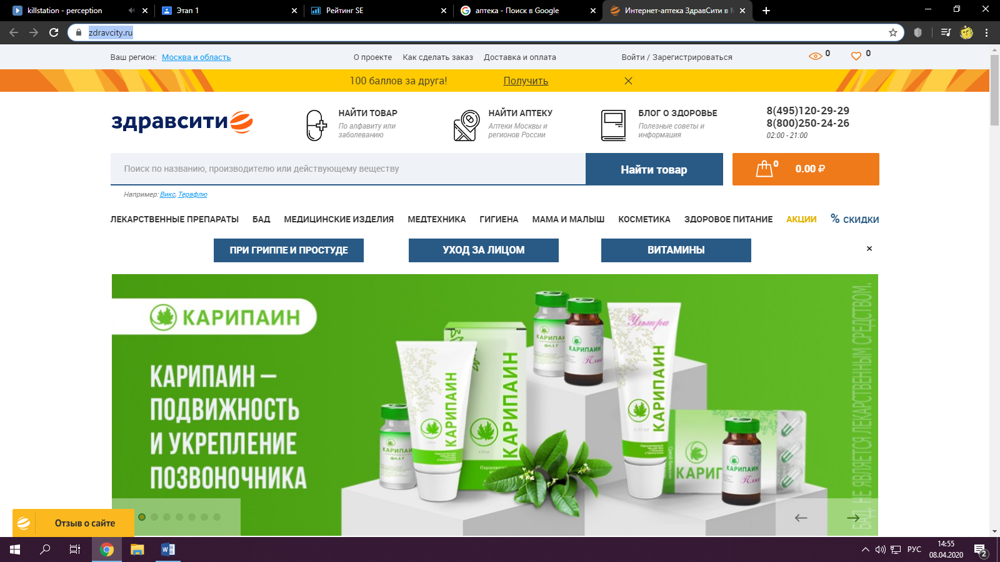 killstation - perception
Этап 1
Рейтинг SE
аптека - Поиск в Google
Интернет-аптека ЗдравСити в М
zdravcity.ru
Ваш регион: Москва и область
О проекте Как сделать заказ Доставка и оплата
Войти / Зарегистрироваться
0
0
100 баллов за друга! Получить
здравсити
НАЙТИ ТОВАР
По алфавиту или
заболеванию
НАЙТИ АПТЕКУ
Аптеки Москвы и
регионов России
БЛОГ О ЗДОРОВЬЕ
Полезные советы и
информация
8(495)120-29-29
8(800)250-24-26
02:00 - 21:00
Поиск по названию, производителю или действующему веществу
Найти товар
0
0.00 ₽
Например: Викс, Терафлю
ЛЕКАРСТВЕННЫЕ ПРЕПАРАТЫ БАД МЕДИЦИНСКИЕ ИЗДЕЛИЯ МЕДТЕХНИКА ГИГИЕНА МАМА И МАЛЫШ КОСМЕТИКА ЗДОРОВОЕ ПИТАНИЕ АКЦИИ % СКИДКИ
ПРИ ГРИППЕ И ПРОСТУДЕ
УХОД ЗА ЛИЦОМ
ВИТАМИНЫ
КАРИПАИН
КАРИПАИН –
ПОДВИЖНОСТЬ
И УКРЕПЛЕНИЕ
ПОЗВОНОЧНИКА
КАРИПАИН
фл.1 Г
КАРИПАИН
КАРИПАИН
КАРИПАИН
фл.1 Г
КАРИПАИН
Плюс
Ультра
КАРИПАИН
КАРИПАИН
КАРИПАИН
Плюс
БАД. НЕ ЯВЛЯЕТСЯ ЛЕКАРСТВЕННЫМ СРЕДСТВОМ.
Отзыв о сайте
РУС
14:55
08.04.2020
2